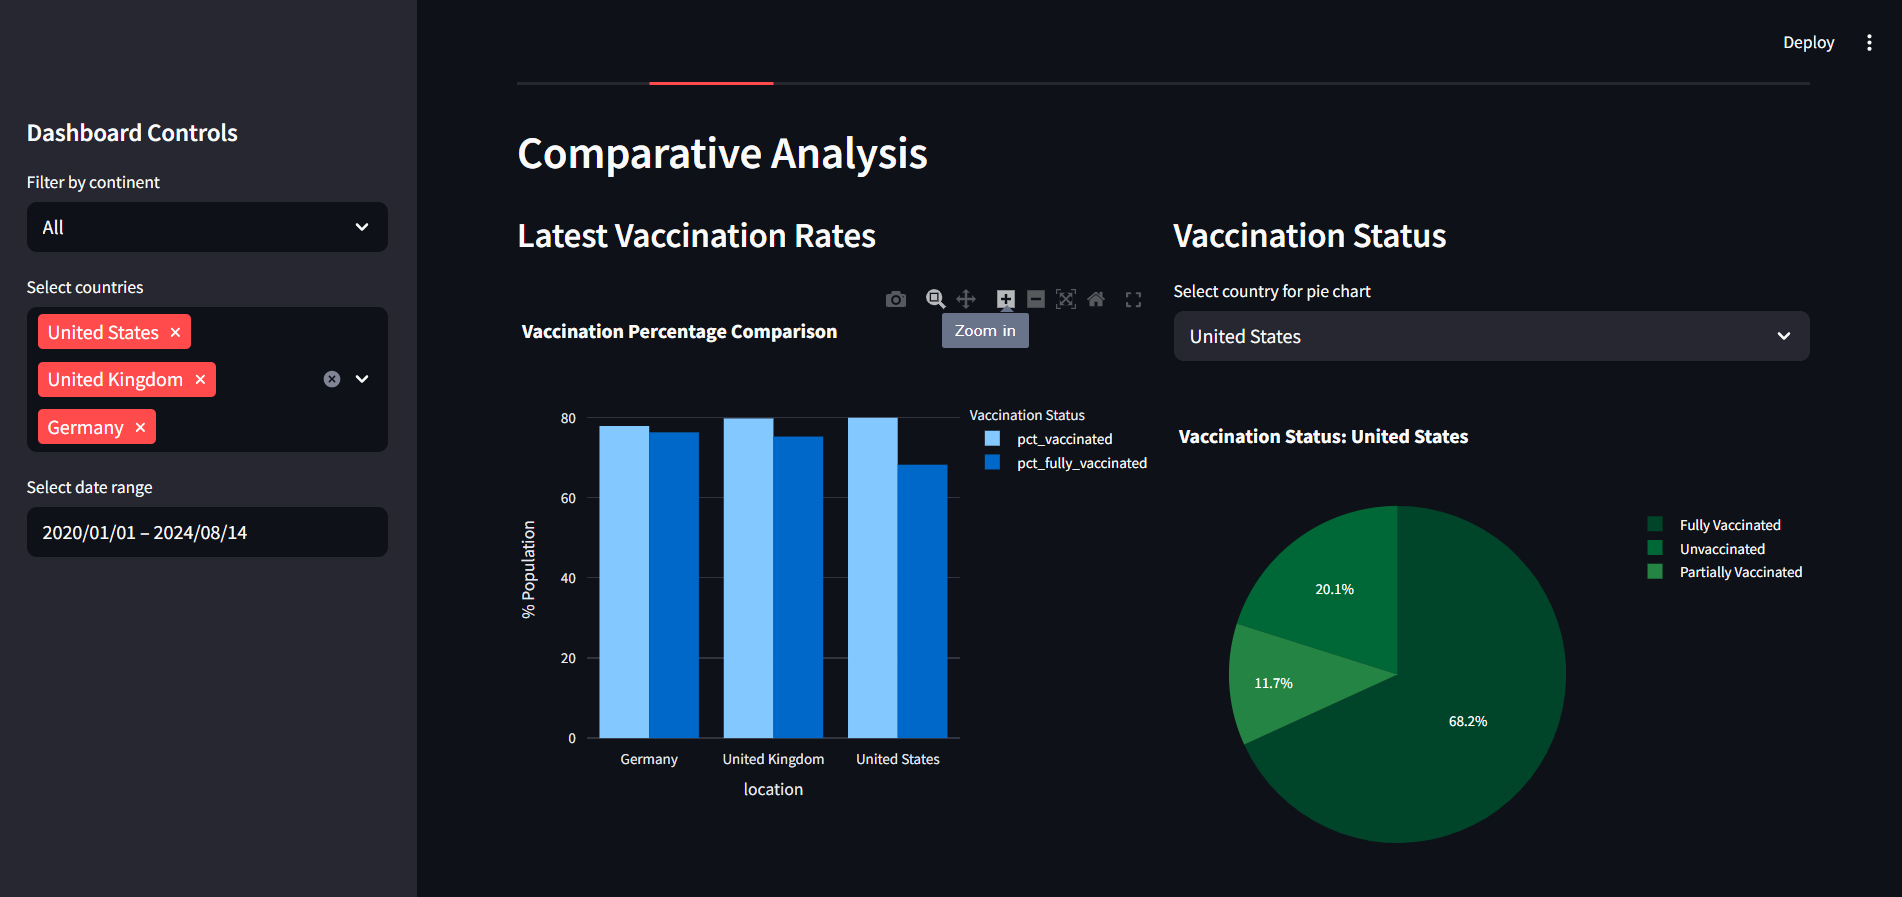 Deploy
Dashboard Controls
Filter by continent
All
Select countries
United States
United Kingdom
Germany
Select date range
2020/01/01 – 2024/08/14
Comparative Analysis
Latest Vaccination Rates
Vaccination Percentage Comparison
Zoom in
Vaccination Status
pct_vaccinated
pct_fully_vaccinated
% Population
80
60
40
20
0
Germany
United Kingdom
United States
location
Vaccination Status
Select country for pie chart
United States
Vaccination Status: United States
Fully Vaccinated
Unvaccinated
Partially Vaccinated
20.1%
11.7%
68.2%